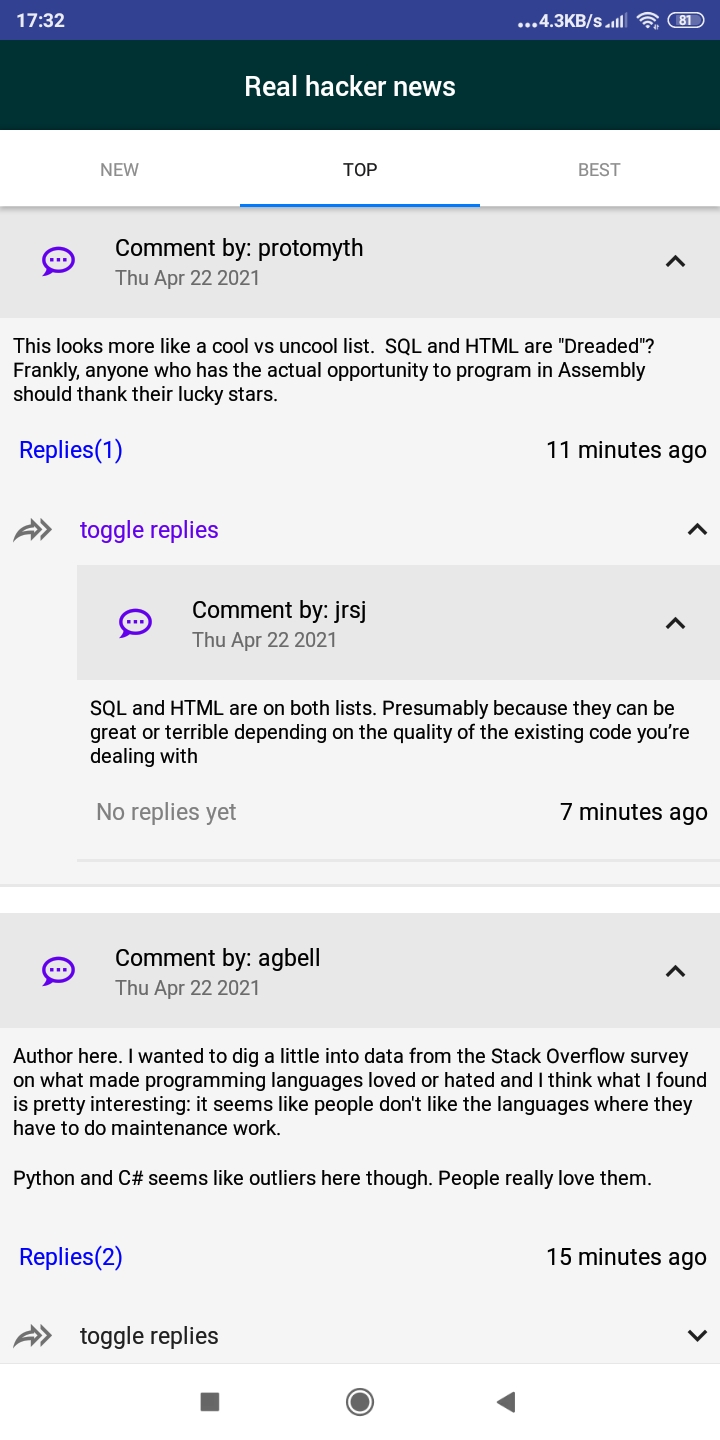 17:32
...4.3KB/s 81
Real hacker news
NEW TOP BEST
Comment by: protomyth
Thu Apr 22 2021
This looks more like a cool vs uncool list.  SQL and HTML are "Dreaded"?
Frankly, anyone who has the actual opportunity to program in Assembly
should thank their lucky stars.
Replies(1) 11 minutes ago
toggle replies
Comment by: jrsj
Thu Apr 22 2021
SQL and HTML are on both lists. Presumably because they can be
great or terrible depending on the quality of the existing code you’re
dealing with
No replies yet 7 minutes ago
Comment by: agbell
Thu Apr 22 2021
Author here. I wanted to dig a little into data from the Stack Overflow survey
on what made programming languages loved or hated and I think what I found
is pretty interesting: it seems like people don't like the languages where they
have to do maintenance work.
Python and C# seems like outliers here though. People really love them.
Replies(2) 15 minutes ago
toggle replies